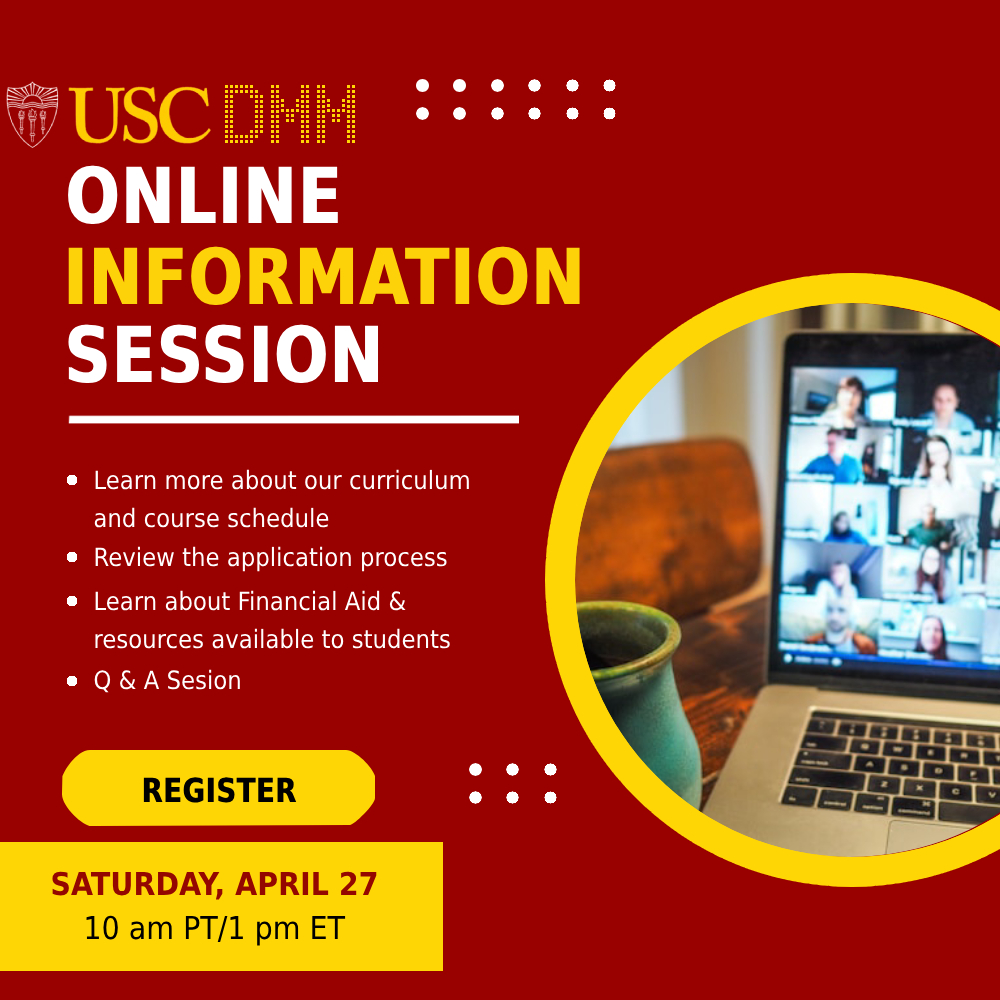 USC DMM
ONLINE
INFORMATION
SESSION
Learn more about our curriculum
and course schedule
Review the application process
Learn about Financial Aid &
resources available to students
Q & A Sesion
REGISTER
SATURDAY, APRIL 27
10 am PT/1 pm ET